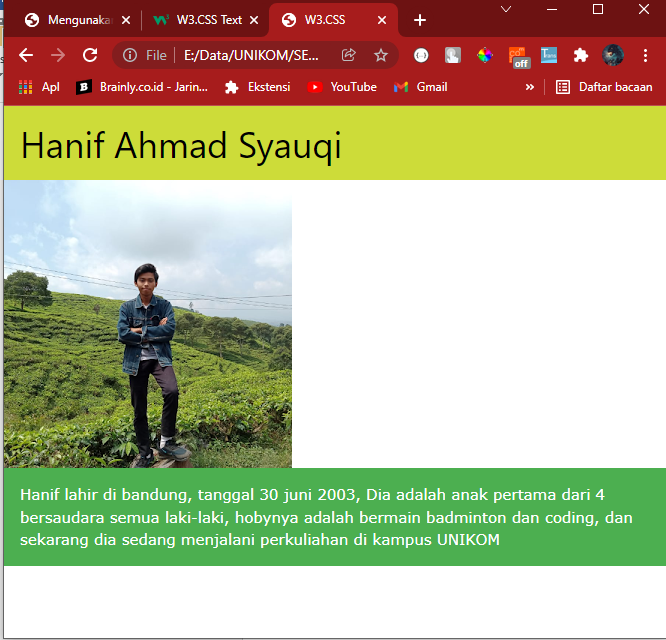 Mengunaka
W3.CSS Text
W3.CSS
File
E:/Data/UNIKOM/SE...
off
Apl
Brainly.co.id - Jarin...
Ekstensi
YouTube
Gmail
»
Daftar bacaan
Hanif Ahmad Syauqi
Hanif lahir di bandung, tanggal 30 juni 2003, Dia adalah anak pertama dari 4
bersaudara semua laki-laki, hobynya adalah bermain badminton dan coding, dan
sekarang dia sedang menjalani perkuliahan di kampus UNIKOM